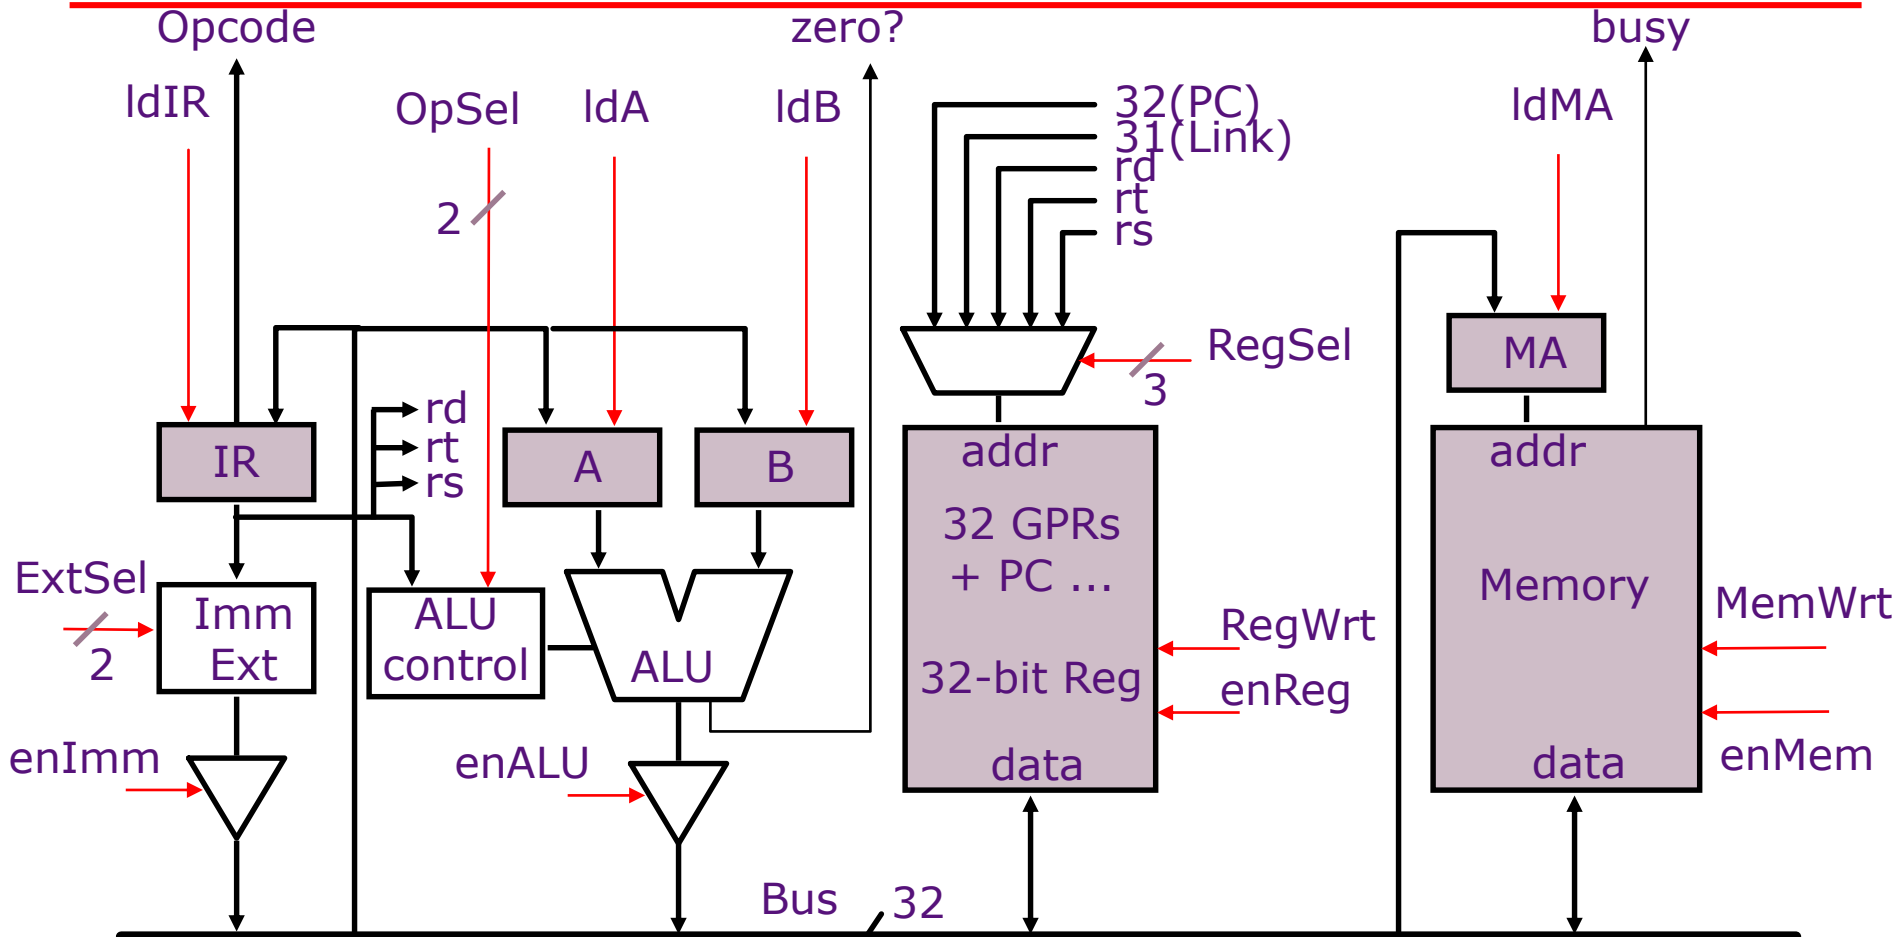 Opcode
zero?
busy
ldIR
OpSel
ldA
ldB
32(PC)
31(Link)
rd
rt
rs
ldMA
2
RegSel
3
MA
rd
rt
rs
IR
A
B
addr
32 GPRs
+ PC ...
32-bit Reg
data
addr
Memory
data
ExtSel
2
Imm
Ext
ALU
control
ALU
RegWrt
enReg
MemWrt
enMem
enImm
enALU
Bus
32